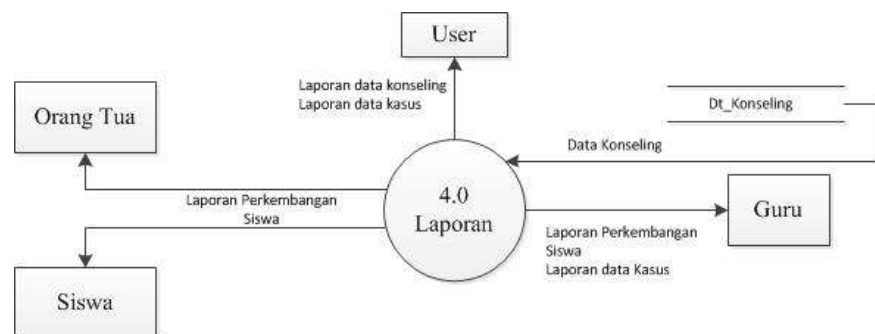 User
Laporan data konseling
Laporan data kasus
Dt_Konseling
Orang Tua
Data Konseling
4.0
Laporan
Laporan Perkembangan
Siswa
Guru
Laporan Perkembangan
Siswa
Laporan data Kasus
Siswa